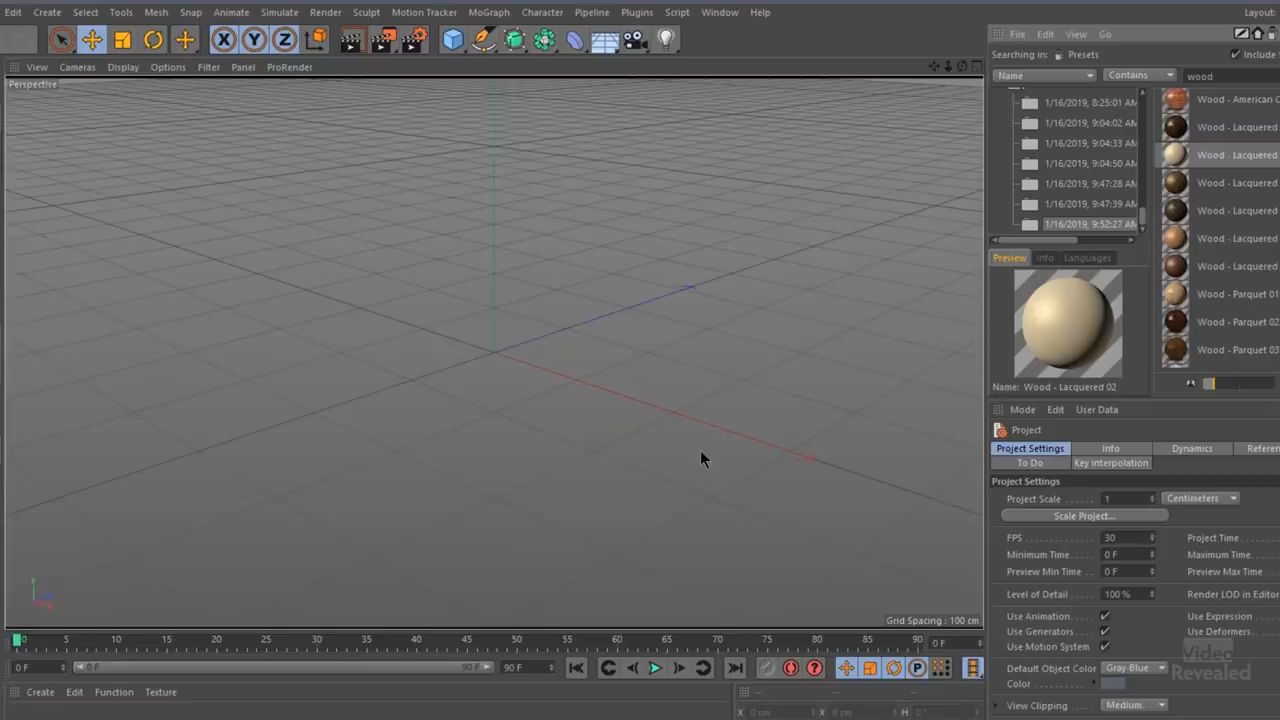 Edit Create Select Tools Mesh Snap Animate Simulate Render Sculpt Motion Tracker MoGraph Character Pipeline Plugins Script Window Help Layout:
X Y Z
File Edit View Go
Searching in: Presets Include
Name Contains wood
View Cameras Display Options Filter Panel ProRender
Perspective
1/16/2019, 8:25:01 AM
1/16/2019, 9:04:02 AM
1/16/2019, 9:04:33 AM
1/16/2019, 9:04:50 AM
1/16/2019, 9:47:28 AM
1/16/2019, 9:47:39 AM
1/16/2019, 9:52:27 AM
Wood - American C
Wood - Lacquered
Wood - Lacquered
Wood - Lacquered
Wood - Lacquered
Wood - Lacquered
Wood - Lacquered
Wood - Parquet 01
Wood - Parquet 02
Wood - Parquet 03
Preview Info Languages
Name: Wood - Lacquered 02
Mode Edit User Data
Project
Project Settings Info Dynamics Referen
To Do Key Interpolation
Project Settings
Project Scale 1 Centimeters
Scale Project...
FPS 30 Project Time
Minimum Time 0 F Maximum Time
Preview Min Time 0 F Preview Max Time
Level of Detail 100 % Render LOD in Editor
Use Animation Use Expression
Use Generators Use Deformers
Use Motion System
Default Object Color Gray-Blue
Color
View Clipping Medium
Video
Revealed
Grid Spacing : 100 cm
0 5 10 15 20 25 30 35 40 45 50 55 60 65 70 75 80 85 90 0 F
0 F 0 F 90 F 90 F P
Create Edit Function Texture
X 0 cm X 0 cm H 0 °